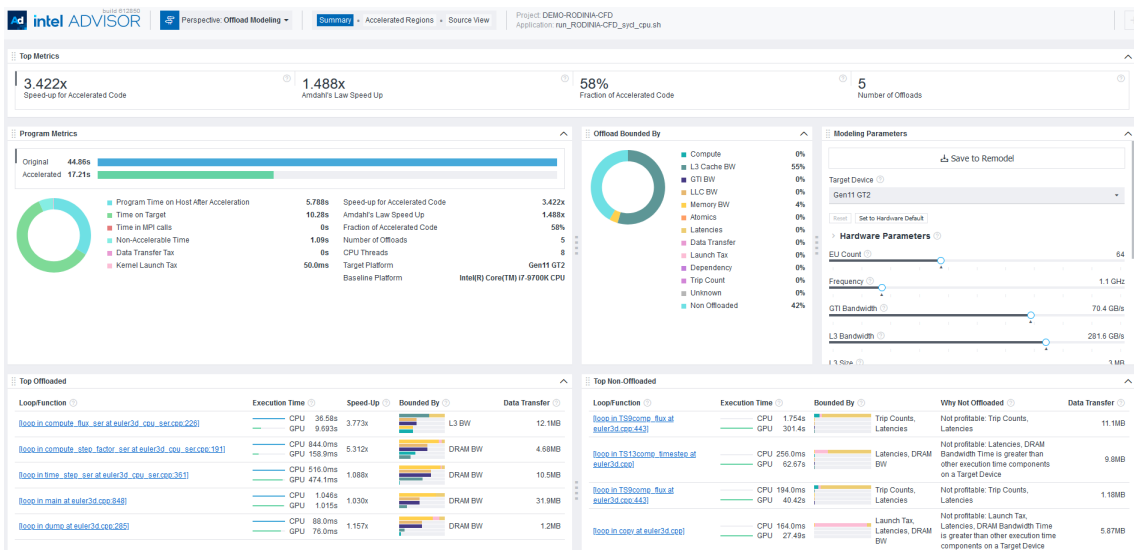 build 612850
Ad intel ADVISOR
Perspective: Offload Modeling
Summary Accelerated Regions Source View
Project: DEMO-RODINIA-CFD
Application: run_RODINIA-CFD_sycl_cpu.sh
Top Metrics
3.422x
Speed-up for Accelerated Code
1.488x
Amdahl's Law Speed Up
58%
Fraction of Accelerated Code
5
Number of Offloads
Program Metrics
Original 44.86s
Accelerated 17.21s
Program Time on Host After Acceleration 5.788s
Time on Target 10.28s
Time in MPI calls 0s
Non-Accelerable Time 1.09s
Data Transfer Tax 0s
Kernel Launch Tax 50.0ms
Speed-up for Accelerated Code 3.422x
Amdahl's Law Speed Up 1.488x
Fraction of Accelerated Code 58%
Number of Offloads 5
CPU Threads 8
Target Platform Gen11 GT2
Baseline Platform Intel(R) Core(TM) i7-9700K CPU
Offload Bounded By
Compute 0%
L3 Cache BW 55%
GTI BW 0%
LLC BW 0%
Memory BW 4%
Atomics 0%
Latencies 0%
Data Transfer 0%
Launch Tax 0%
Dependency 0%
Trip Count 0%
Unknown 0%
Non Offloaded 42%
Modeling Parameters
Save to Remodel
Target Device
Gen11 GT2
Reset Set to Hardware Default
Hardware Parameters
EU Count 64
Frequency 1.1 GHz
GTI Bandwidth 70.4 GB/s
L3 Bandwidth 281.6 GB/s
L3 Size 3 MB
Top Offloaded
Loop/Function Execution Time Speed-Up Bounded By Data Transfer
[loop in compute_flux_ser at euler3d_cpu_ser.cpp:226] CPU 36.58s GPU 9.693s 3.773x L3 BW 12.1MB
[loop in compute_step_factor_ser at euler3d_cpu_ser.cpp:191] CPU 844.0ms GPU 158.9ms 5.312x DRAM BW 4.68MB
[loop in time_step_ser at euler3d_cpu_ser.cpp:361] CPU 516.0ms GPU 474.1ms 1.088x DRAM BW 10.5MB
[loop in main at euler3d.cpp:848] CPU 1.046s GPU 1.015s 1.030x DRAM BW 31.9MB
[loop in dump at euler3d.cpp:285] CPU 88.0ms GPU 76.0ms 1.157x DRAM BW 1.2MB
Top Non-Offloaded
Loop/Function Execution Time Bounded By Why Not Offloaded Data Transfer
[loop in TS9comp_flux at euler3d.cpp:443] CPU 1.754s GPU 301.4s Trip Counts, Latencies Not profitable: Trip Counts, Latencies 11.1MB
[loop in TS13comp_timestep at euler3d.cpp] CPU 256.0ms GPU 62.67s Latencies, DRAM BW Not profitable: Latencies, DRAM Bandwidth Time is greater than other execution time components on a Target Device 9.8MB
[loop in TS9comp_flux at euler3d.cpp:443] CPU 194.0ms GPU 40.42s Trip Counts, Latencies Not profitable: Trip Counts, Latencies 1.18MB
[loop in copy at euler3d.cpp] CPU 164.0ms GPU 27.49s Launch Tax, Latencies, DRAM BW Not profitable: Launch Tax, Latencies, DRAM Bandwidth Time is greater than other execution time components on a Target Device 5.87MB